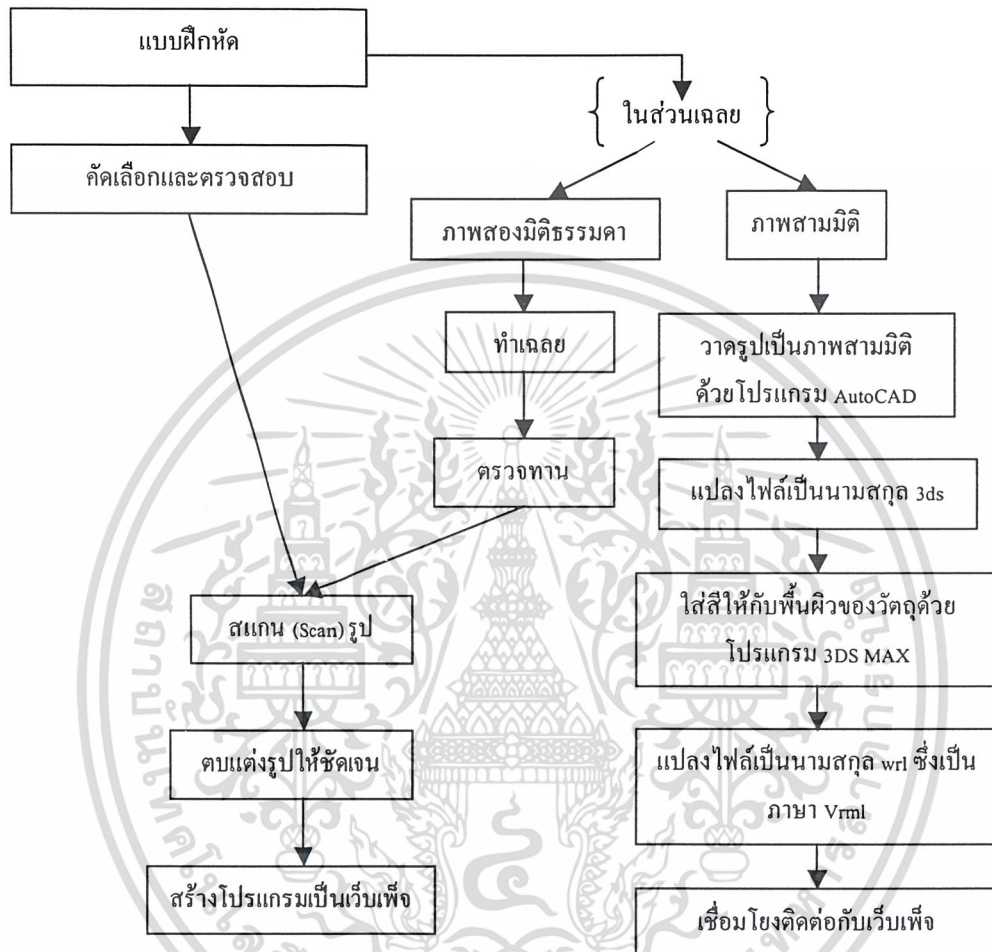 แบบฝึกหัด
{ ในส่วนเฉลย }
คัดเลือกและตรวจสอบ
ภาพสองมิติธรรมดา
ภาพสามมิติ
ทำเฉลย
วาดรูปเป็นภาพสามมิติ
ด้วยโปรแกรม AutoCAD
ตรวจทาน
แปลงไฟล์เป็นนามสกุล 3ds
สแกน (Scan) รูป
ใส่สีให้กับพื้นผิวของวัตถุด้วย
โปรแกรม 3DS MAX
ตบแต่งรูปให้ชัดเจน
แปลงไฟล์เป็นนามสกุล wrl ซึ่งเป็น
ภาษา Vrml
สร้างโปรแกรมเป็นเว็บเพ็จ
เชื่อมโยงติดต่อกับเว็บเพ็จ